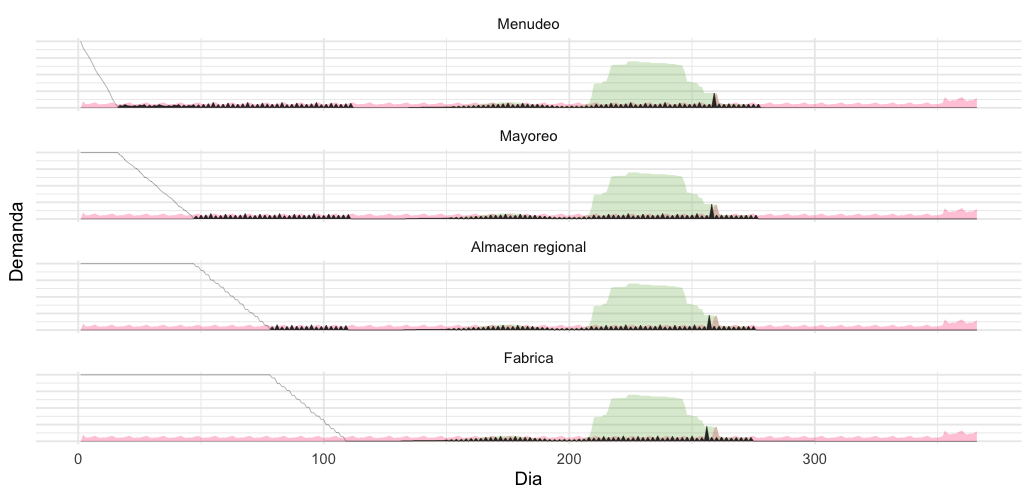 Menudeo
Mayoreo
Almacen regional
Fabrica
Demanda
0 100 200 300
Dia